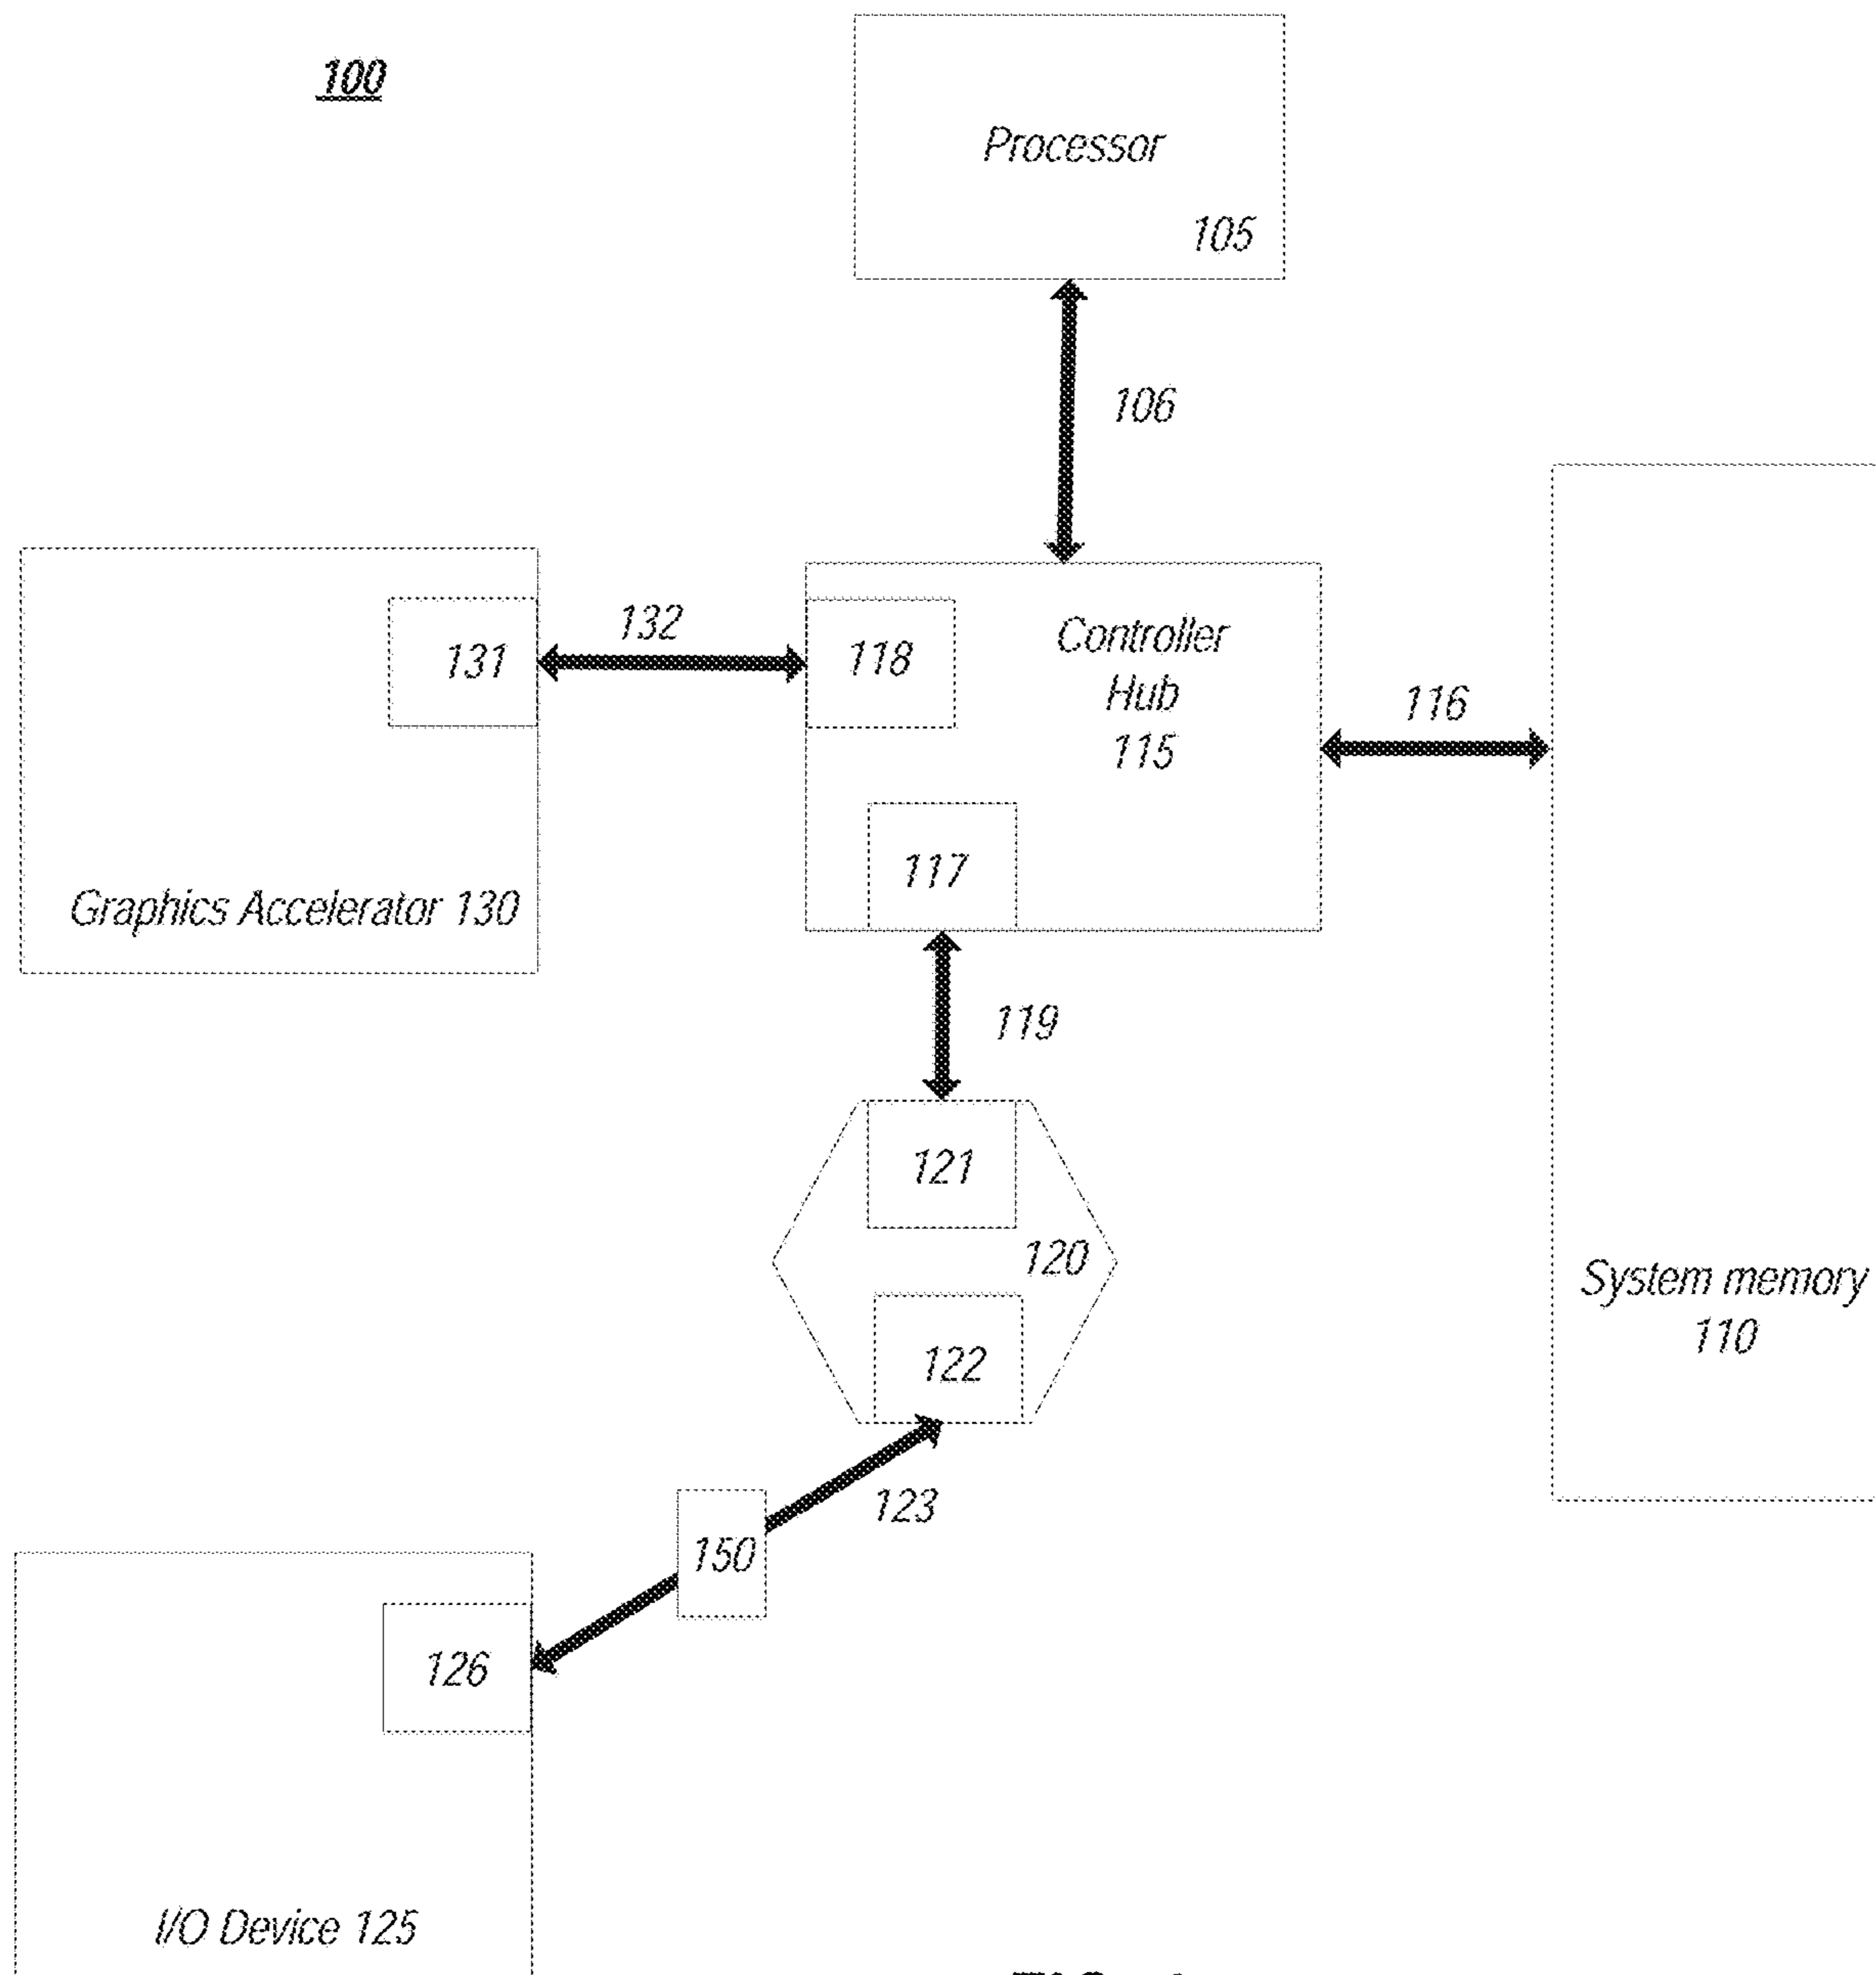 100
Processor
105
106
132
131
118
Controller
Hub
115
116
117
Graphics Accelerator 130
119
121
120
System memory
110
122
123
150
126
I/O Device 125